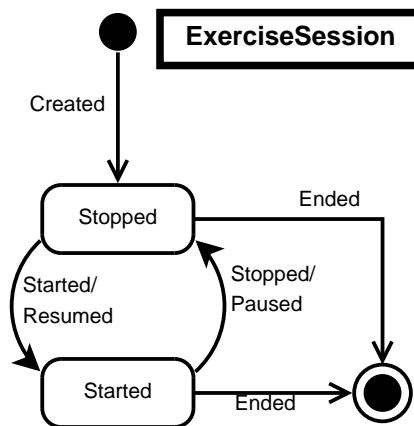 ExerciseSession
Created
Stopped
Ended
Started/
Resumed
Stopped/
Paused
Started
Ended